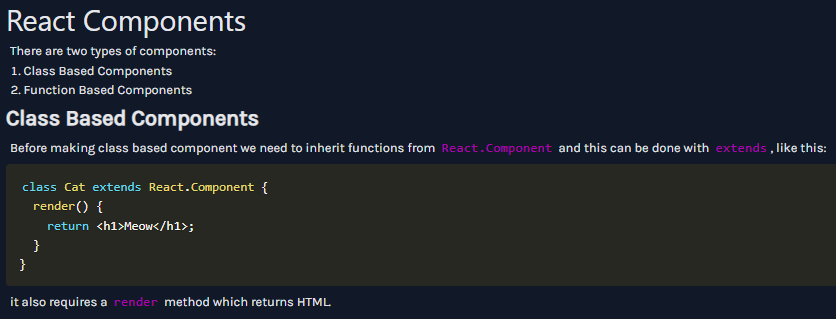 React Components
There are two types of components:
1. Class Based Components
2. Function Based Components
Class Based Components
Before making class based component we need to inherit functions from React.Component and this can be done with extends, like this:
class Cat extends React.Component {
  render() {
    return <h1>Meow</h1>;
  }
}
it also requires a render method which returns HTML.